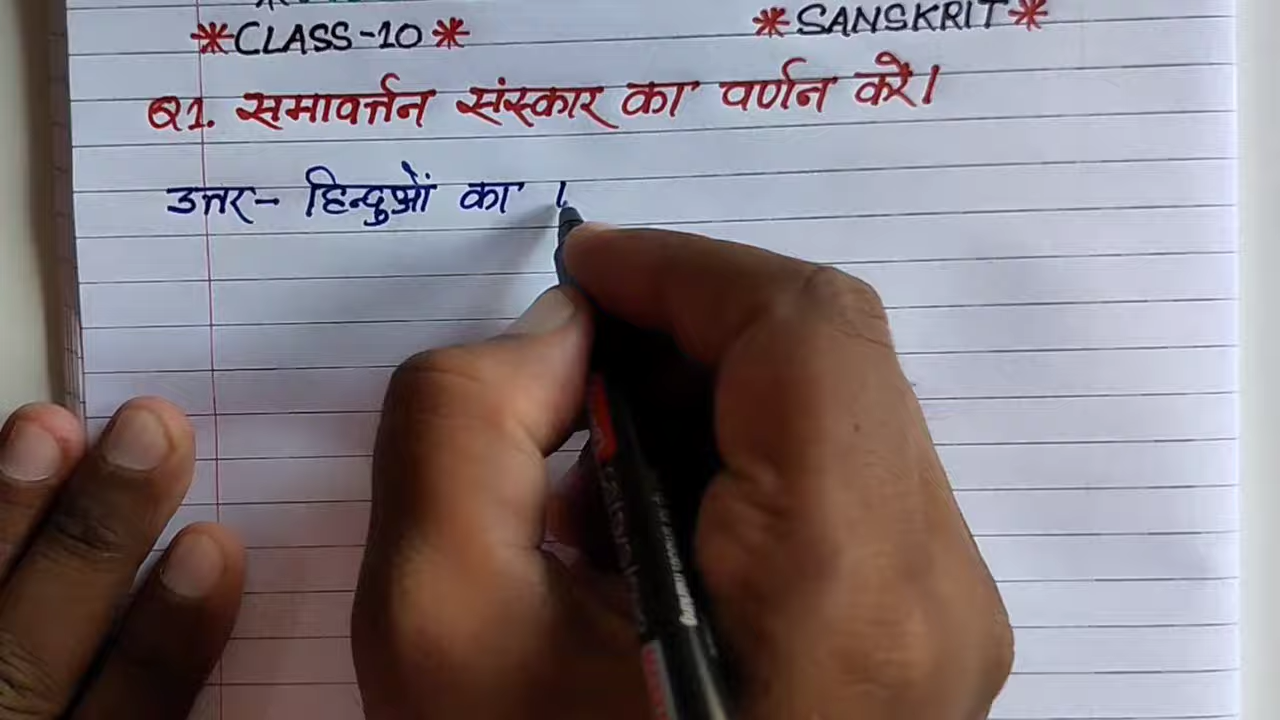 *CLASS-10* *SANSKRIT*
Q1. समावर्त्तन संस्कार का वर्णन करें।
उत्तर- हिन्दुओं का